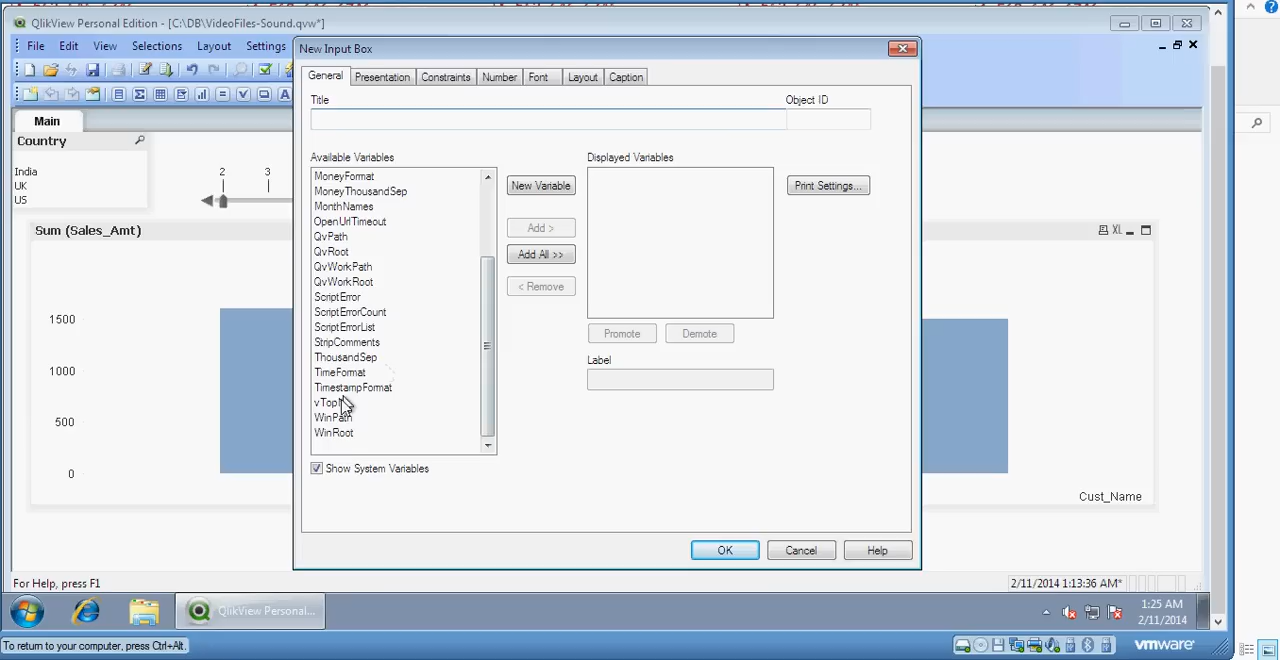 QlikView Personal Edition - [C:\DB\VideoFiles-Sound.qvw*]
File Edit View Selections Layout Settings
Main
Country
India
UK
US
2 3
Sum (Sales_Amt)
XL
1500
1000
500
0
Cust_Name
New Input Box
General Presentation Constraints Number Font Layout Caption
Title Object ID
Available Variables Displayed Variables
MoneyFormat
MoneyThousandSep
MonthNames
OpenUrlTimeout
QvPath
QvRoot
QvWorkPath
QvWorkRoot
ScriptError
ScriptErrorCount
ScriptErrorList
StripComments
ThousandSep
TimeFormat
TimestampFormat
WinPath
WinRoot
New Variable
Add >
Add All >>
< Remove
Print Settings...
Promote Demote
Label
Show System Variables
OK Cancel Help
For Help, press F1
2/11/2014 1:13:36 AM*
QlikView Personal...
1:25 AM
2/11/2014
To return to your computer, press Ctrl+Alt.
vmware